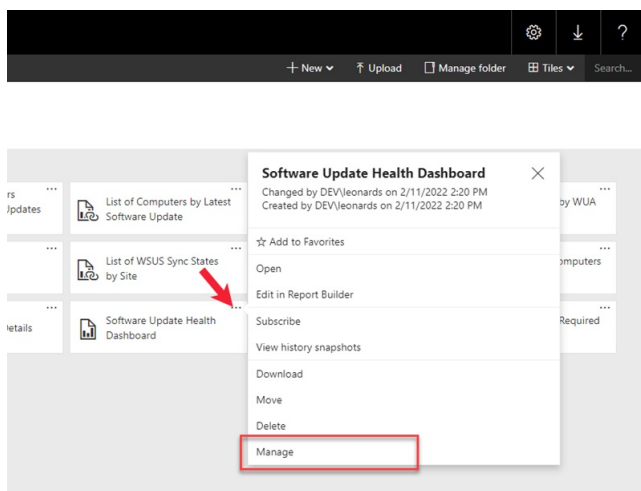 New
Upload
Manage folder
Tiles
Search...
Software Update Health Dashboard
Changed by DEV\leonards on 2/11/2022 2:20 PM
Created by DEV\leonards on 2/11/2022 2:20 PM
☆ Add to Favorites
Open
Edit in Report Builder
Subscribe
View history snapshots
Download
Move
Delete
Manage
rs
Updates
List of Computers by Latest
Software Update
by WUA
List of WSUS Sync States
by Site
omputers
Details
Software Update Health
Dashboard
Required